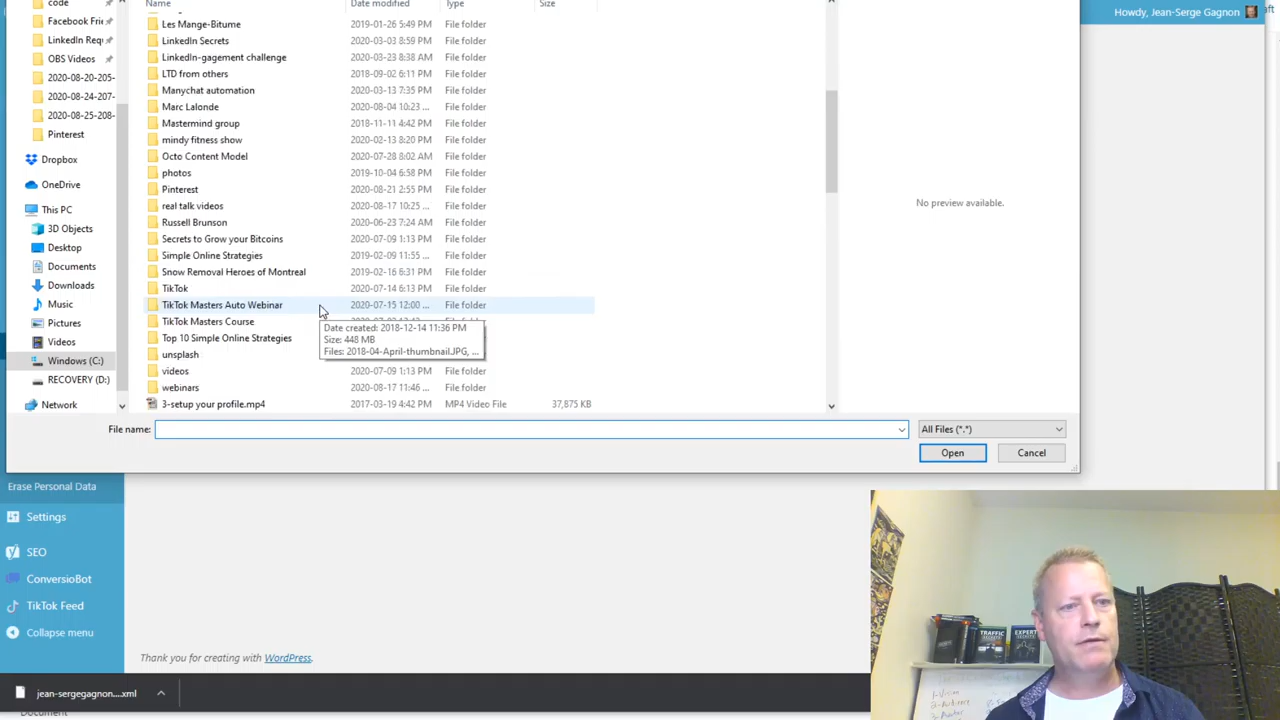 code
Name
Date modified
Type
Size
Howdy, Jean-Serge Gagnon
Facebook Frie
LinkedIn Requ
OBS Videos
2020-08-20-205-
2020-08-24-207-
2020-08-25-208-
Pinterest
Dropbox
OneDrive
This PC
3D Objects
Desktop
Documents
Downloads
Music
Pictures
Videos
Windows (C:)
RECOVERY (D:)
Network
Les Mange-Bitume 2019-01-26 5:49 PM File folder
LinkedIn Secrets 2020-03-03 8:59 PM File folder
LinkedIn-gagement challenge 2020-03-23 8:38 AM File folder
LTD from others 2018-09-02 6:11 PM File folder
Manychat automation 2020-03-13 7:35 PM File folder
Marc Lalonde 2020-08-04 10:23 ... File folder
Mastermind group 2018-11-11 4:42 PM File folder
mindy fitness show 2020-02-13 8:20 PM File folder
Octo Content Model 2020-07-28 8:02 AM File folder
photos 2019-10-04 6:58 PM File folder
Pinterest 2020-08-21 2:55 PM File folder
real talk videos 2020-08-17 10:25 ... File folder
Russell Brunson 2020-06-23 7:24 AM File folder
Secrets to Grow your Bitcoins 2020-07-09 1:13 PM File folder
Simple Online Strategies 2019-02-09 11:55 ... File folder
Snow Removal Heroes of Montreal 2019-02-16 6:31 PM File folder
TikTok 2020-07-14 6:13 PM File folder
TikTok Masters Auto Webinar 2020-07-15 12:00 ... File folder
TikTok Masters Course File folder
Top 10 Simple Online Strategies
unsplash
videos 2020-07-09 1:13 PM File folder
webinars 2020-08-17 11:46 ... File folder
3-setup your profile.mp4 2017-03-19 4:42 PM MP4 Video File 37,875 KB
Date created: 2018-12-14 11:36 PM
Size: 448 MB
Files: 2018-04-April-thumbnail.JPG, ...
No preview available.
File name:
All Files (*.*)
Open
Cancel
Erase Personal Data
Settings
SEO
ConversioBot
TikTok Feed
Collapse menu
Thank you for creating with WordPress.
jean-sergegagnon....xml
Document
TRAFFIC
EXPERT